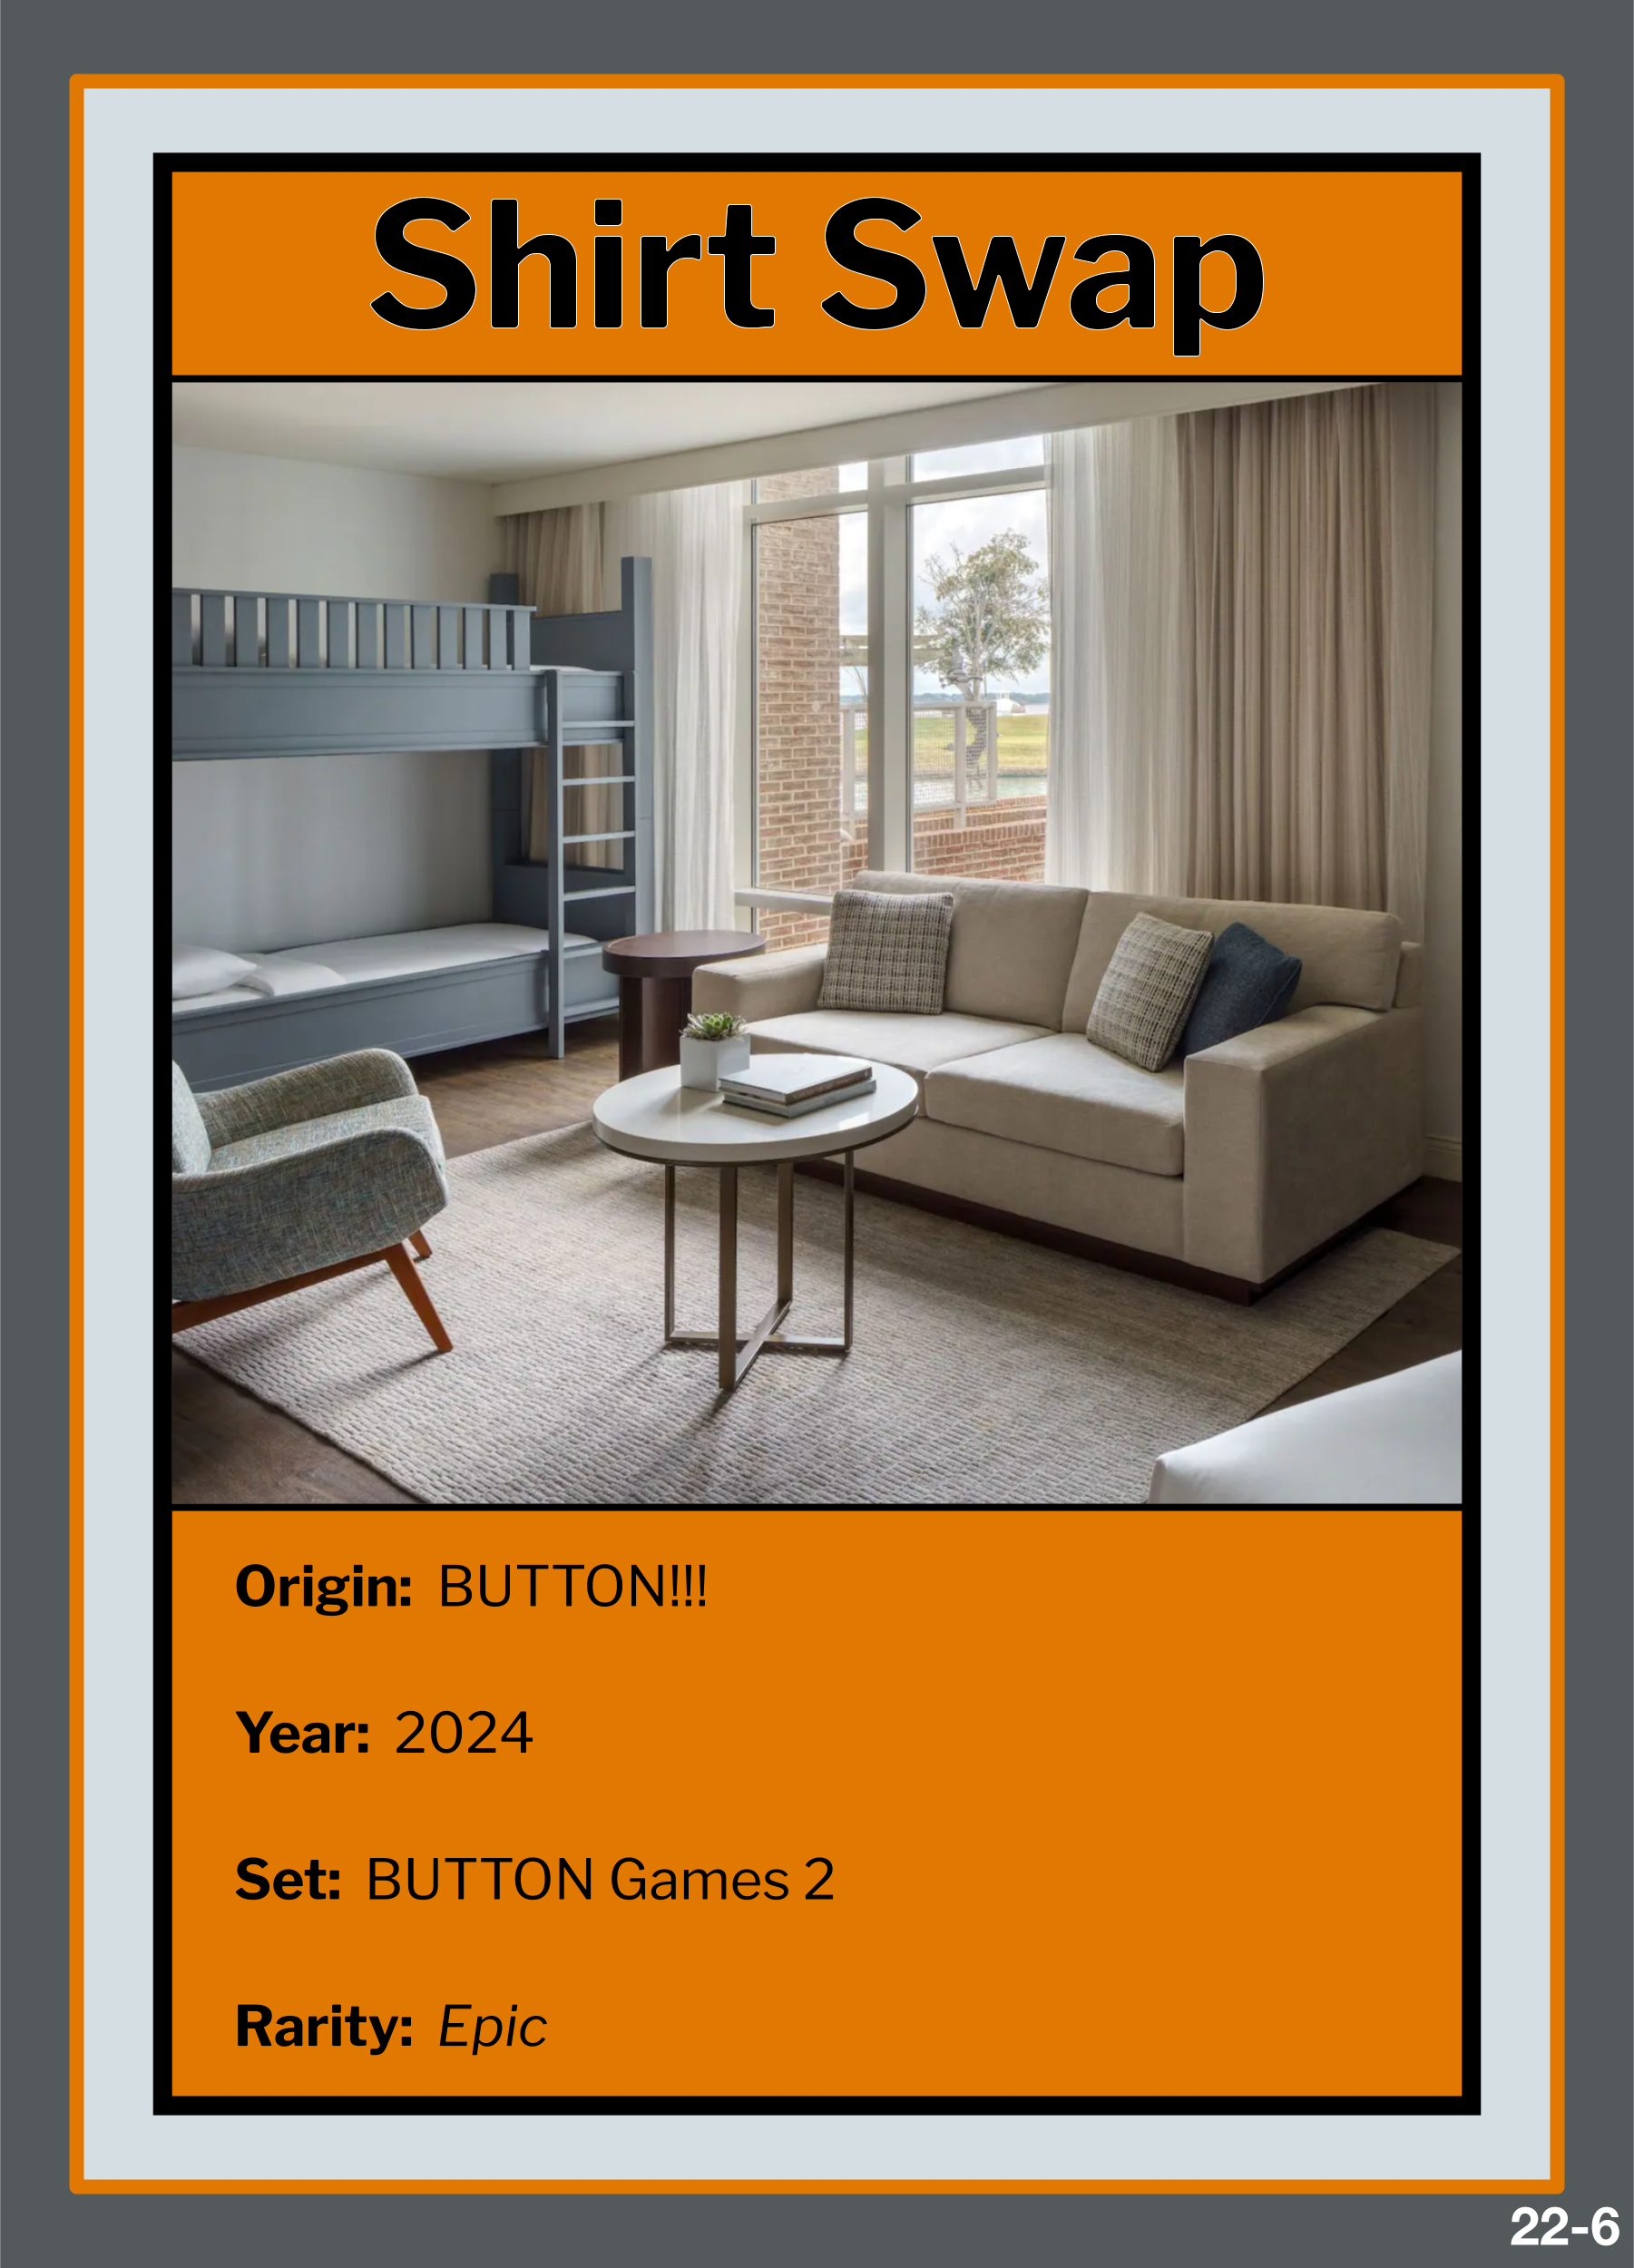 Shirt Swap
Origin: BUTTON!!!
Year: 2024
Set: BUTTON Games 2
Rarity: Epic
22-6